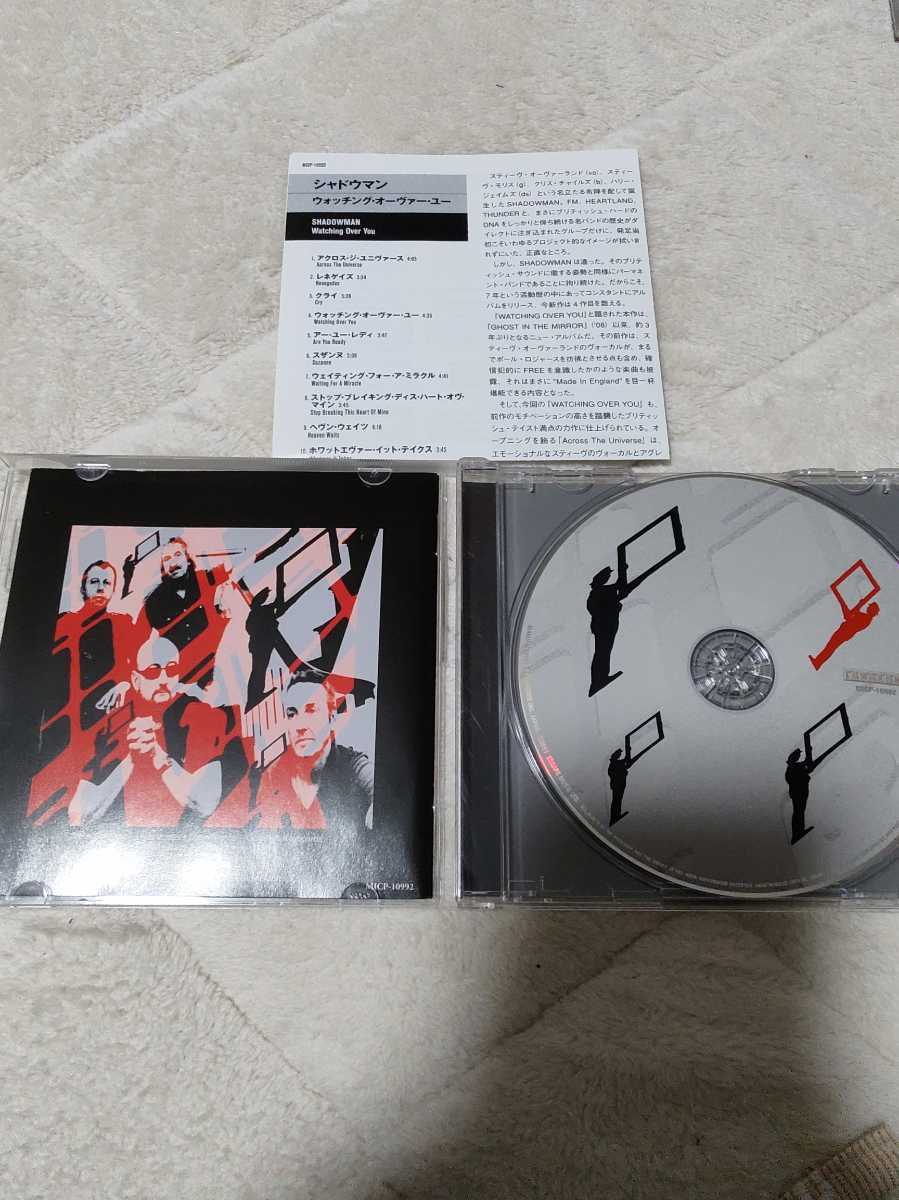 MICP-10992
シャドウマン
ウォッチング・オーヴァー・ユー
SHADOWMAN
Watching Over You
1. アクロス・ジ・ユニヴァース 4:05
Across The Universe
2. レネゲイズ 3:04
Renegades
3. クライ 5:28
Cry
4. ウォッチング・オーヴァー・ユー 4:35
Watching Over You
5. アー・ユー・レディ 3:47
Are You Ready
6. スザンヌ 3:09
Suzanne
7. ウェイティング・フォー・ア・ミラクル 4:41
Waiting For A Miracle
8. ストップ・ブレイキング・ディス・ハート・オヴ・
マイン 3:45
Stop Breaking This Heart Of Mine
9. ヘヴン・ウェイツ 6:18
Heaven Waits
10. ホワットエヴァー・イット・テイクス 3:45
スティーヴ・オーヴァーランド(vo)、スティー
ヴ・モリス(g)、クリス・チャイルズ(b)、ハリー・
ジェイムズ(ds)という名立たる名陣を配して誕
生したSHADOWMAN。FM、HEARTLAND、
THUNDERと、まさにブリティッシュ・ハードの
DNAをしっかりと保ち続ける名バンドの歴史がダ
イレクトに注ぎ込まれたグループだけに、発足当
初こそいわゆるプロジェクト的なイメージが拭いき
れずにいた、正直なところ。
しかし、SHADOWMANは違った。そのブリテ
ィッシュ・サウンドに徹する姿勢と同様にパーマネ
ント・バンドであることに拘り続けた。だからこそ、
7年という活動歴の中にあってコンスタントにアル
バムをリリース、今新作は4作目を数える。
「WATCHING OVER YOU」と題された本作は、
「GHOST IN THE MIRROR」('08)以来、約3
年ぶりとなるニュー・アルバムだ。その前作は、ス
ティーヴ・オーヴァーランドのヴォーカルが、まる
でポール・ロジャースを彷彿とさせる点も含め、確
信犯的にFREEを意識したかのような楽曲も披
露、それはまさに"Made In England"を目一杯
堪能できる内容となった。
そして、今回の「WATCHING OVER YOU」も、
前作のモチベーションの高さを踏襲したブリティッ
シュ・テイスト満点の力作に仕上げられている。オ
ープニングを飾る「Across The Universe」は、
エモーショナルなスティーヴのヴォーカルとアグレ
MICP-10992
MICP-10992